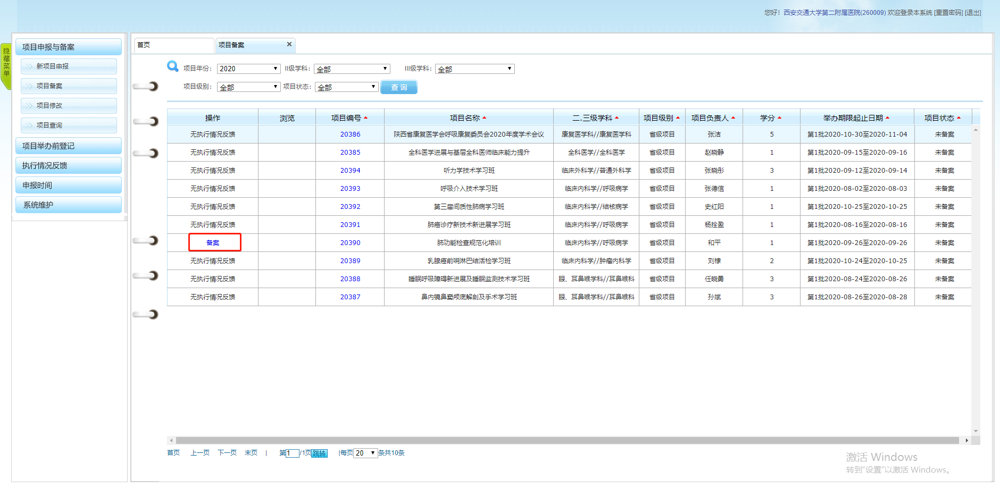 您好！西安交通大学第二附属医院(260009) 欢迎登录本系统 [重置密码] [退出]
隐藏菜单
项目申报与备案
新项目申报
项目备案
项目修改
项目查询
项目举办前登记
执行情况反馈
申报时间
系统维护
首页 项目备案 ×
项目年份： 2020 II级学科： 全部 III级学科： 全部
项目级别： 全部 项目状态： 全部 查 询
操作 浏览 项目编号 项目名称 二.三级学科 项目级别 项目负责人 学分 举办期限起止日期 项目状态
无执行情况反馈 20386 陕西省康复医学会呼吸康复委员会2020年度学术会议 康复医学科//康复医学科 省级项目 张洁 5 第1批2020-10-30至2020-11-04 未备案
无执行情况反馈 20385 全科医学进展与基层全科医师临床能力提升 全科医学//全科医学 省级项目 赵晓静 1 第1批2020-09-15至2020-09-16 未备案
无执行情况反馈 20394 听力学技术学习班 临床外科学//普通外科学 省级项目 张晓彤 3 第1批2020-09-12至2020-09-14 未备案
无执行情况反馈 20393 呼吸介入技术学习班 临床内科学//呼吸病学 省级项目 张德信 1 第1批2020-08-02至2020-08-03 未备案
无执行情况反馈 20392 第三届间质性肺病学习班 临床内科学//结核病学 省级项目 史红阳 1 第1批2020-10-25至2020-10-25 未备案
无执行情况反馈 20391 肺癌诊疗新技术新进展学习班 临床内科学//呼吸病学 省级项目 杨拴盈 1 第1批2020-08-16至2020-08-16 未备案
备案 20390 肺功能检查规范化培训 临床内科学//呼吸病学 省级项目 和平 1 第1批2020-09-26至2020-09-26 未备案
无执行情况反馈 20389 乳腺癌前哨淋巴结活检学习班 临床内科学//肿瘤内科学 省级项目 刘棣 2 第1批2020-10-24至2020-10-25 未备案
无执行情况反馈 20388 睡眠呼吸障碍新进展及睡眠监测技术学习班 眼、耳鼻喉学科//耳鼻喉科 省级项目 任晓勇 3 第1批2020-08-24至2020-08-26 未备案
无执行情况反馈 20387 鼻内镜鼻窦颅底解剖及手术学习班 眼、耳鼻喉学科//耳鼻喉科 省级项目 孙斌 3 第1批2020-08-26至2020-08-28 未备案
首页 上一页 下一页 末页 | 第1/1页跳转 |每页20条共10条
激活 Windows
转到“设置”以激活 Windows。